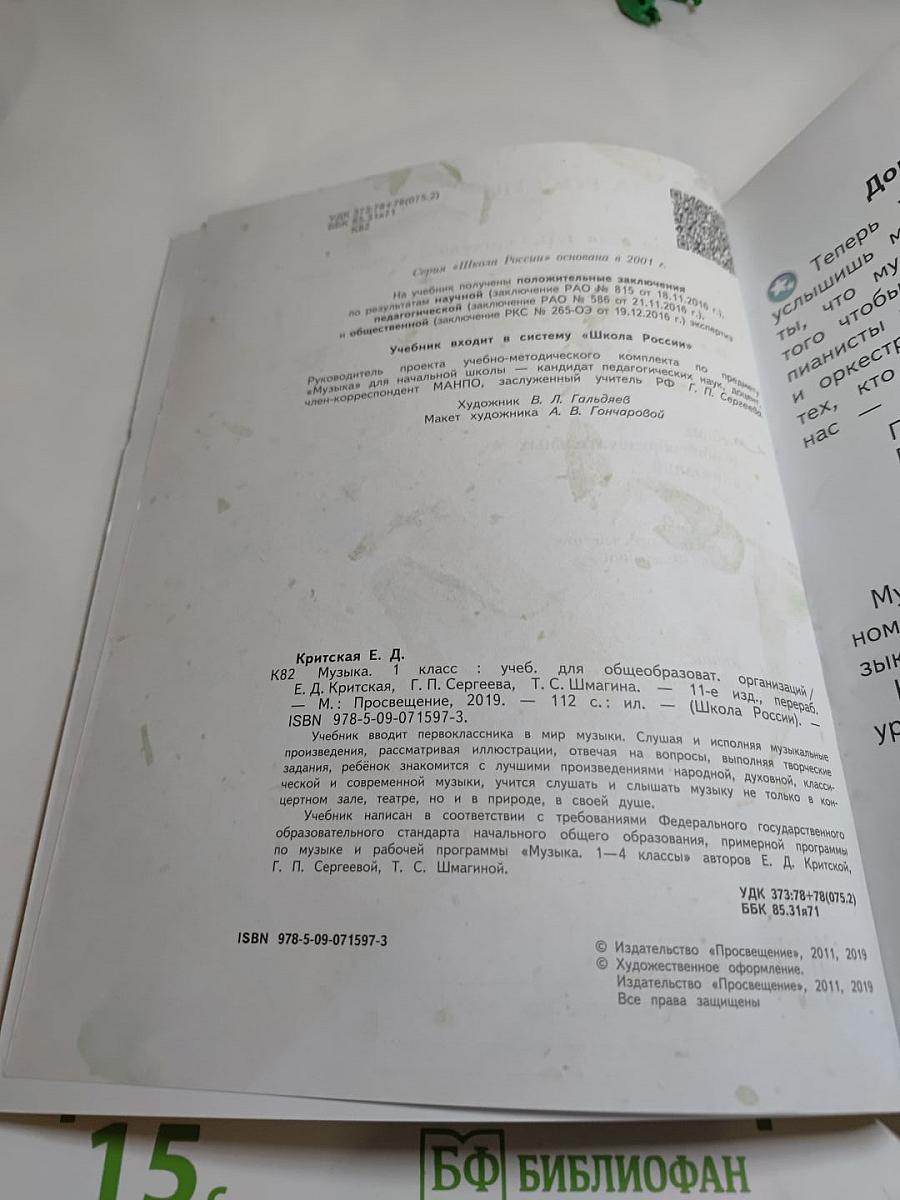 УДК 373:78+78(075.2)
ББК 85.31я71
К82
Серия «Школа России» основана в 2001 г.
На учебник получены положительные заключения
по результатам научной (заключение РАО № 815 от 18.11.2016 г.),
педагогической (заключение РАО № 586 от 21.11.2016 г.),
и общественной (заключение РКС № 265-ОЭ от 19.12.2016 г.) экспертиз
Учебник входит в систему «Школа России»
Руководитель проекта учебно-методического комплекта по предмету
«Музыка» для начальной школы — кандидат педагогических наук, доцент,
член-корреспондент МАНПО, заслуженный учитель РФ Г. П. Сергеева
Художник В. Л. Гальдяев
Макет художника А. В. Гончаровой
Критская Е. Д.
К82 Музыка. 1 класс : учеб. для общеобразоват. организаций /
Е. Д. Критская, Г. П. Сергеева, Т. С. Шмагина. — 11-е изд., перераб.
— М. : Просвещение, 2019. — 112 с. : ил. — (Школа России). —
ISBN 978-5-09-071597-3.
Учебник вводит первоклассника в мир музыки. Слушая и исполняя музыкальные
произведения, рассматривая иллюстрации, отвечая на вопросы, выполняя творческие
задания, ребёнок знакомится с лучшими произведениями народной, духовной, класси-
ческой и современной музыки, учится слушать и слышать музыку не только в кон-
цертном зале, театре, но и в природе, в своей душе.
Учебник написан в соответствии с требованиями Федерального государственного
образовательного стандарта начального общего образования, примерной программы
по музыке и рабочей программы «Музыка. 1—4 классы» авторов Е. Д. Критской,
Г. П. Сергеевой, Т. С. Шмагиной.
УДК 373:78+78(075.2)
ББК 85.31я71
ISBN 978-5-09-071597-3
© Издательство «Просвещение», 2011, 2019
© Художественное оформление.
Издательство «Просвещение», 2011, 2019
Все права защищены
Теперь
услышишь
ты, что
того чтобы
пианисты
и
тех, кто
нас —
15
БФ БИБЛИОФАН